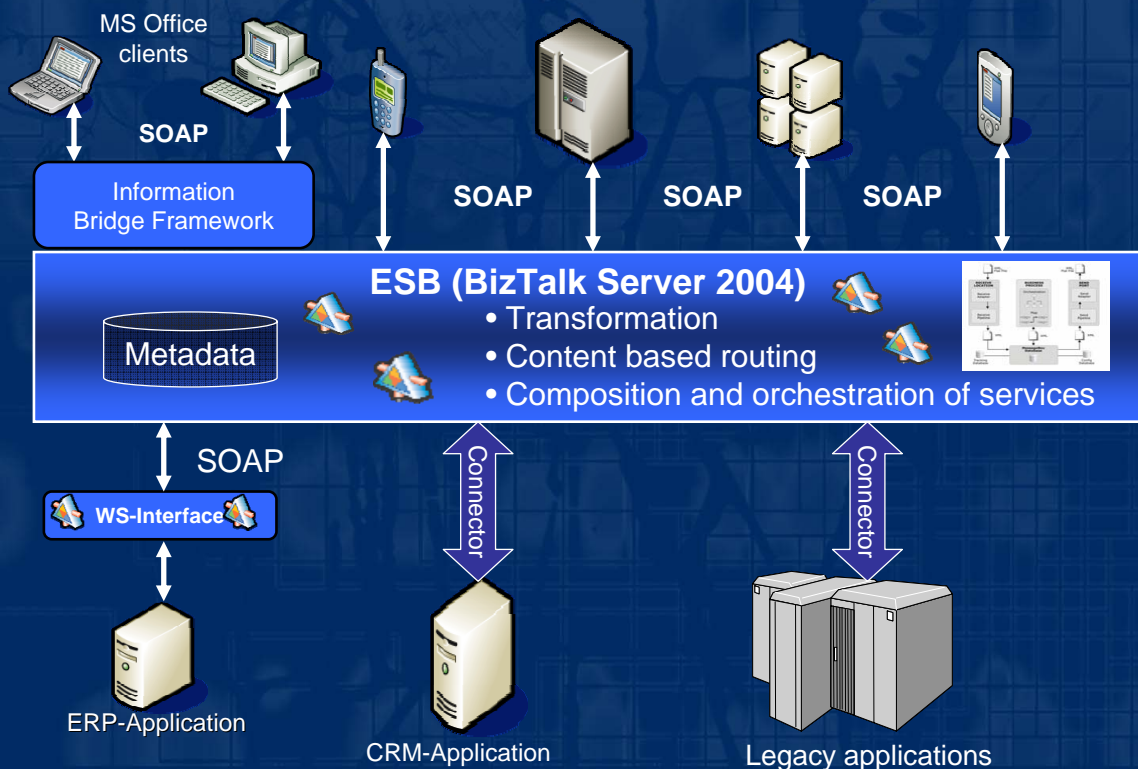 MS Office
clients
SOAP
Information
Bridge Framework
SOAP
SOAP
SOAP
ESB (BizTalk Server 2004)
• Transformation
• Content based routing
• Composition and orchestration of services
Metadata
SOAP
WS-Interface
Connector
Connector
ERP-Application
CRM-Application
Legacy applications